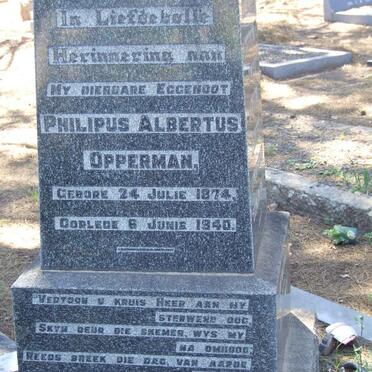 In Liefdevolle
Herinnering aan
MY DIERBARE EGGENOOT
PHILIPUS ALBERTUS
OPPERMAN.
GEBORE 24 JULIE 1874.
OORLEDE 6 JUNIE 1940.
VERTOON U KRUIS HEER AAN MY
STERWEND OOG
SKYN DEUR DIE SKEMER, WYS MY
NA OMHOOG
REEDS BREEK DIE DAG, VAN AARDE